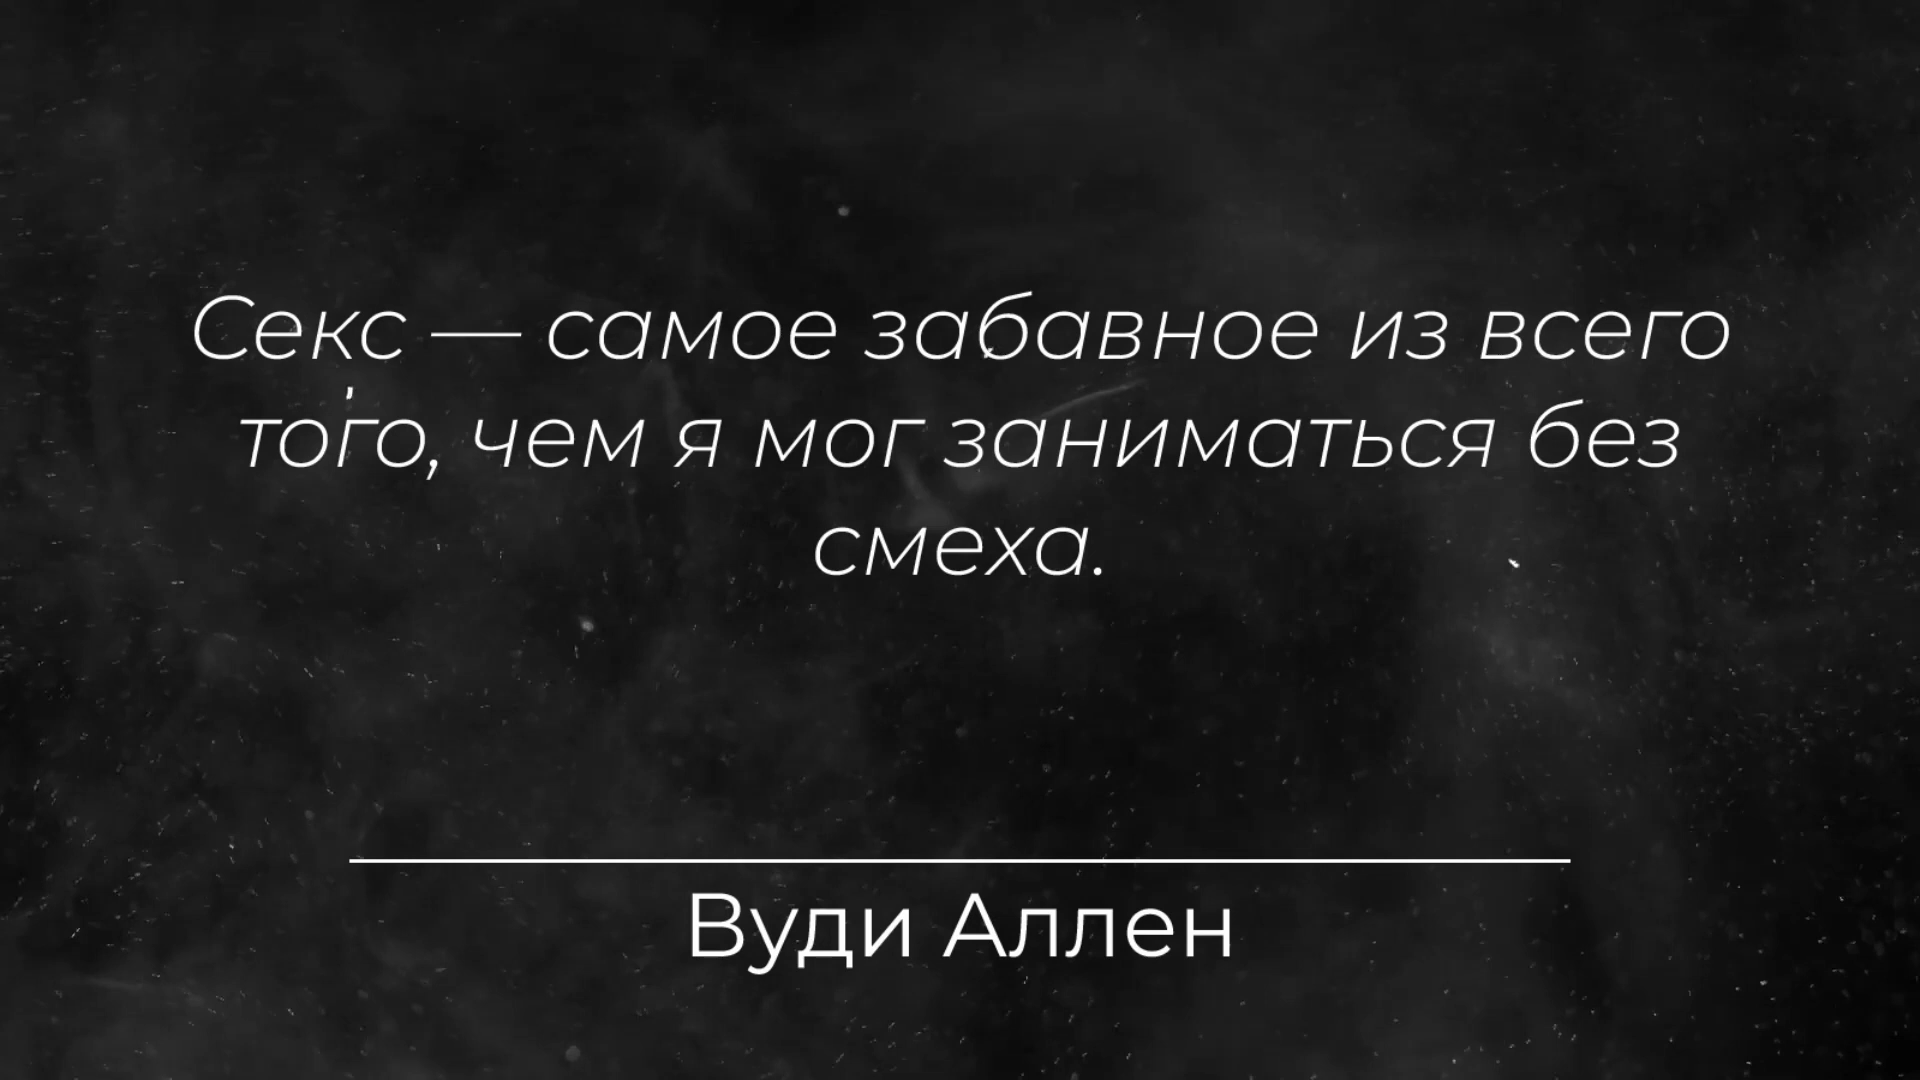 Секс — самое забавное из всего
того, чем я мог заниматься без
смеха.
Вуди Аллен